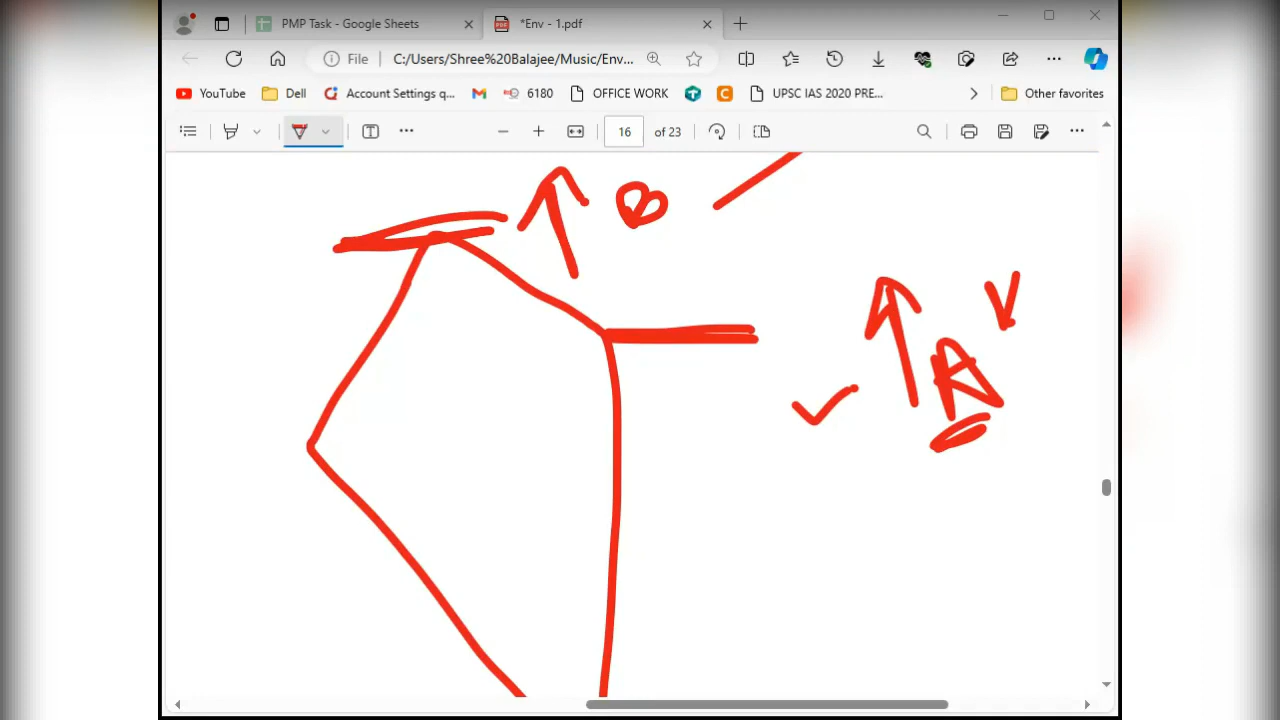 PMP Task - Google Sheets
*Env - 1.pdf
File
C:/Users/Shree%20Balajee/Music/Env...
YouTube
Dell
Account Settings q...
6180
OFFICE WORK
UPSC IAS 2020 PRE...
Other favorites
16 of 23
B
A